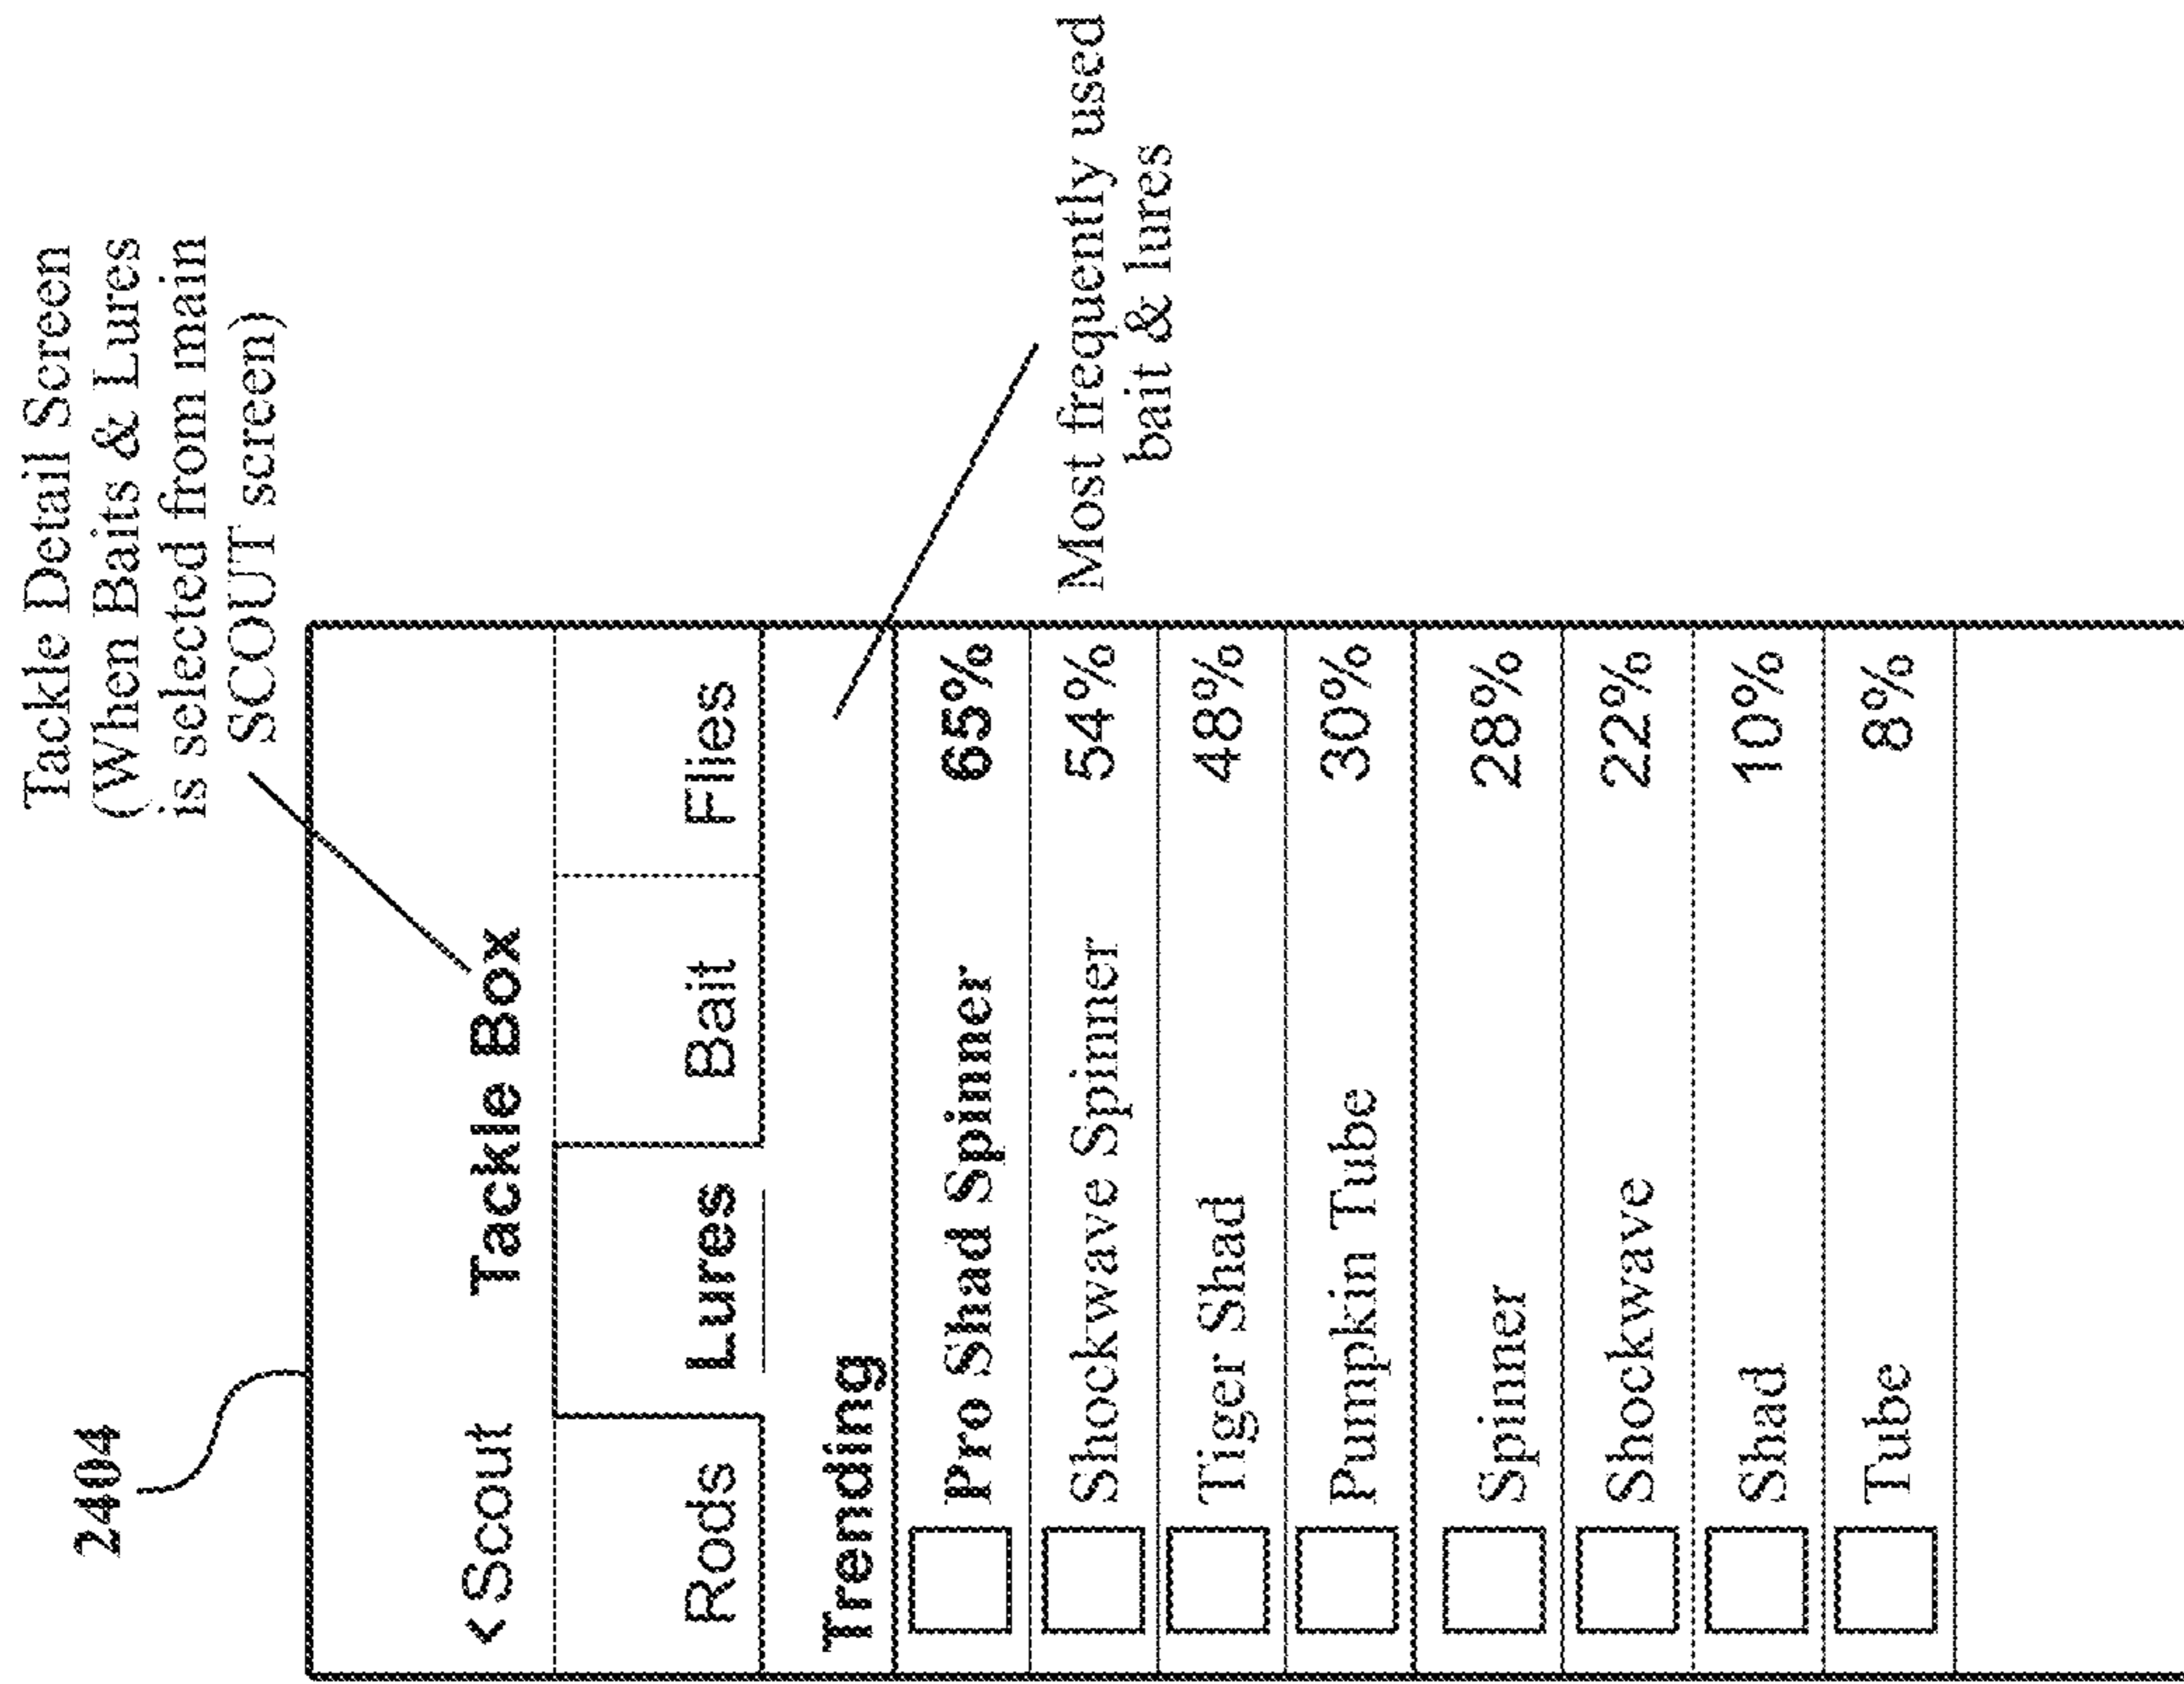 2404
Tackle Detail Screen
(When Baits & Lures
is selected from main
SCOUT screen)
< Scout Tackle Box
Rods Lures Bait Flies
Trending
Most frequently used
bait & lures
Pro Shad Spinner 65%
Shockwave Spinner 54%
Tiger Shad 48%
Pumpkin Tube 30%
Spinner 28%
Shockwave 22%
Shad 10%
Tube 8%